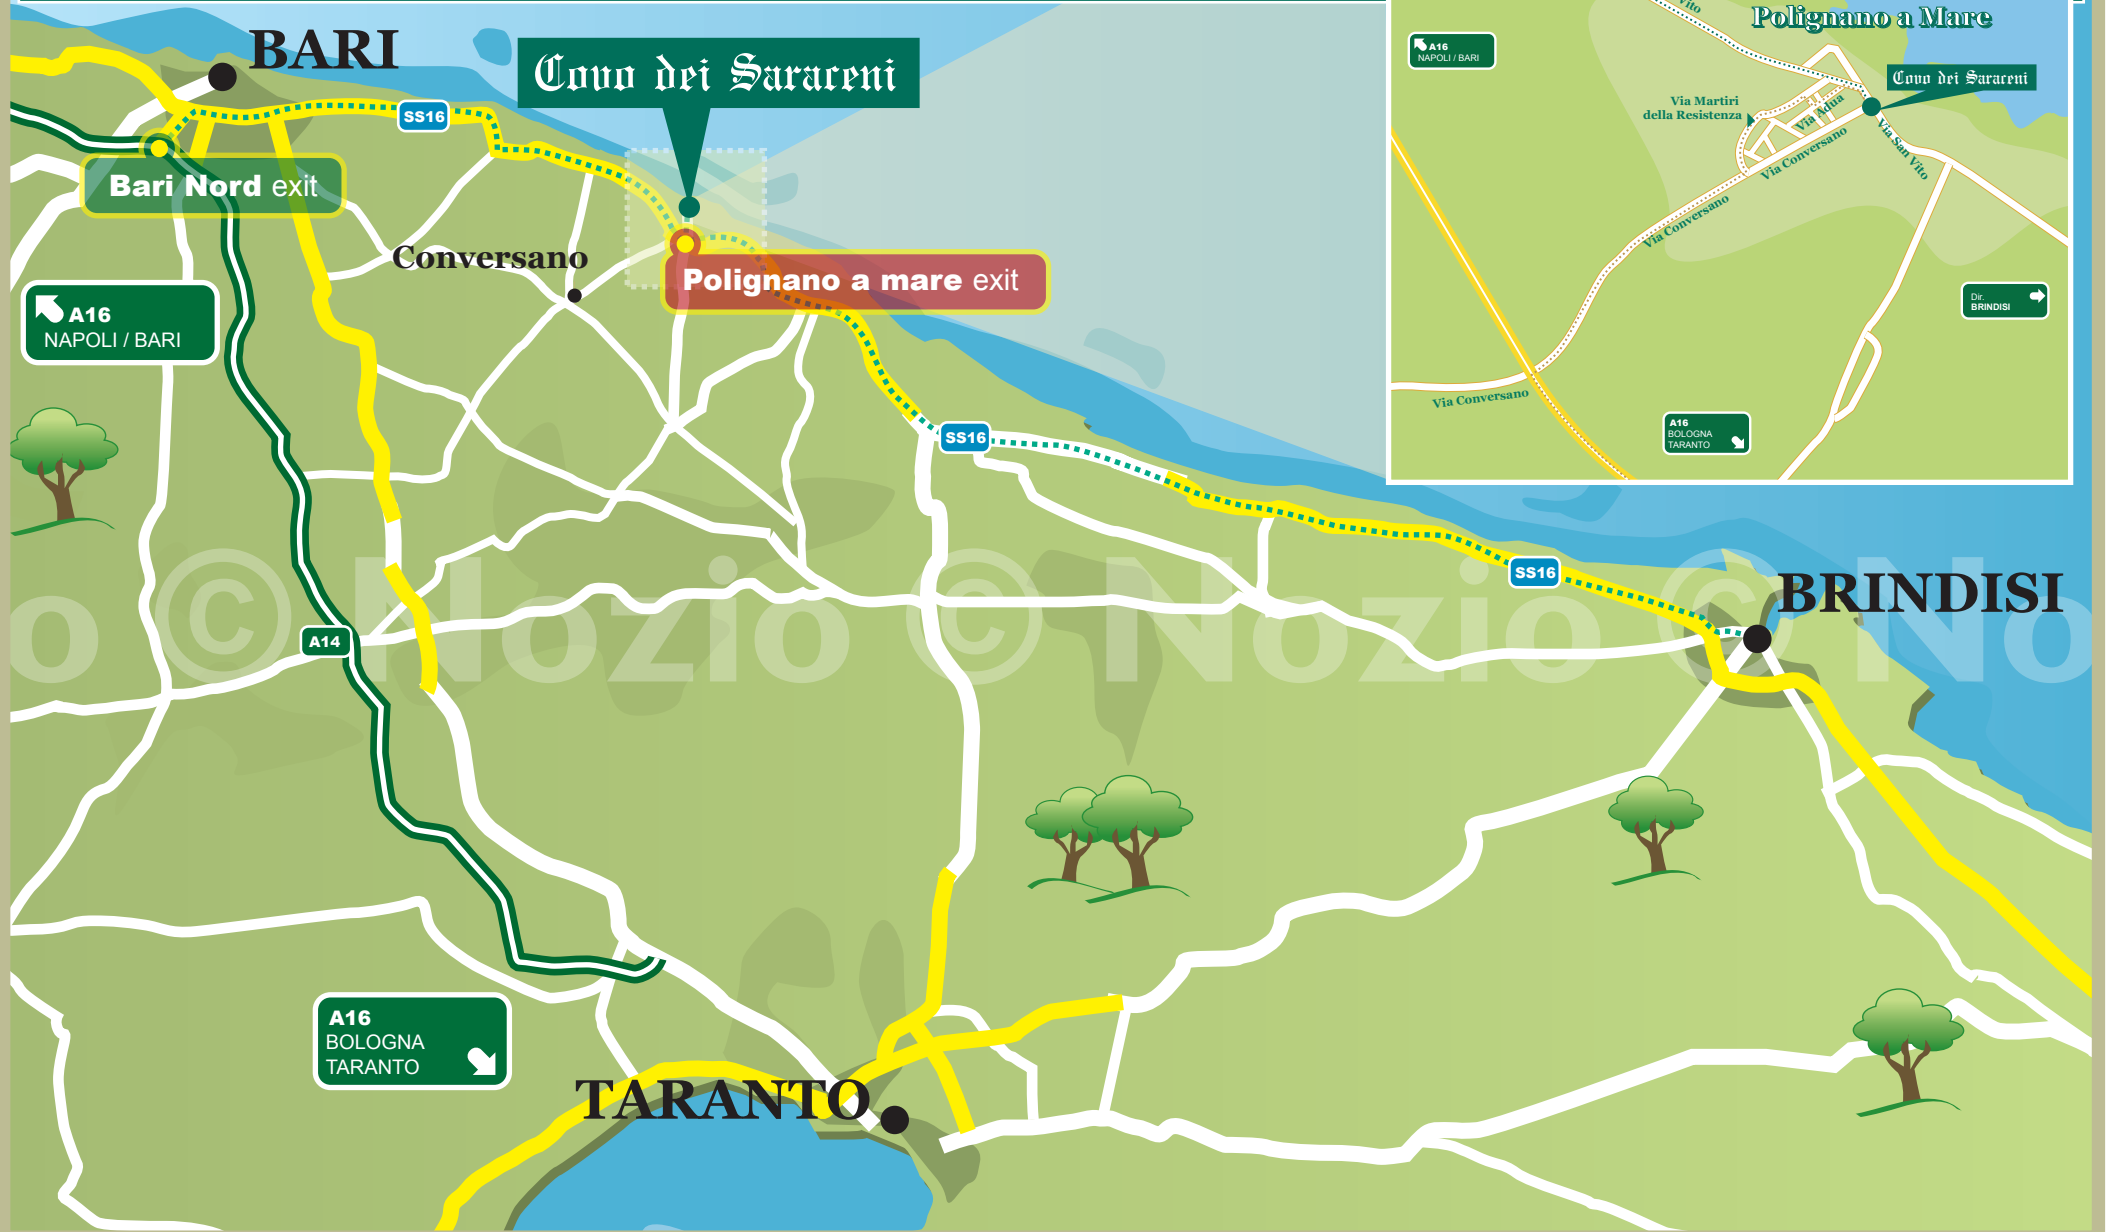 BARI
SS16
Covo dei Saraceni
Bari Nord exit
Conversano
Polignano a mare exit
A16
NAPOLI / BARI
SS16
SS16
BRINDISI
A14
A16
BOLOGNA
TARANTO
TARANTO
o © Nozio © Nozio © No
Vito
Polignano a Mare
A16
NAPOLI / BARI
Covo dei Saraceni
Via Martiri
della Resistenza
Via Adua
Via Conversano
Via San Vito
Via Conversano
Dir.
BRINDISI
Via Conversano
A16
BOLOGNA
TARANTO